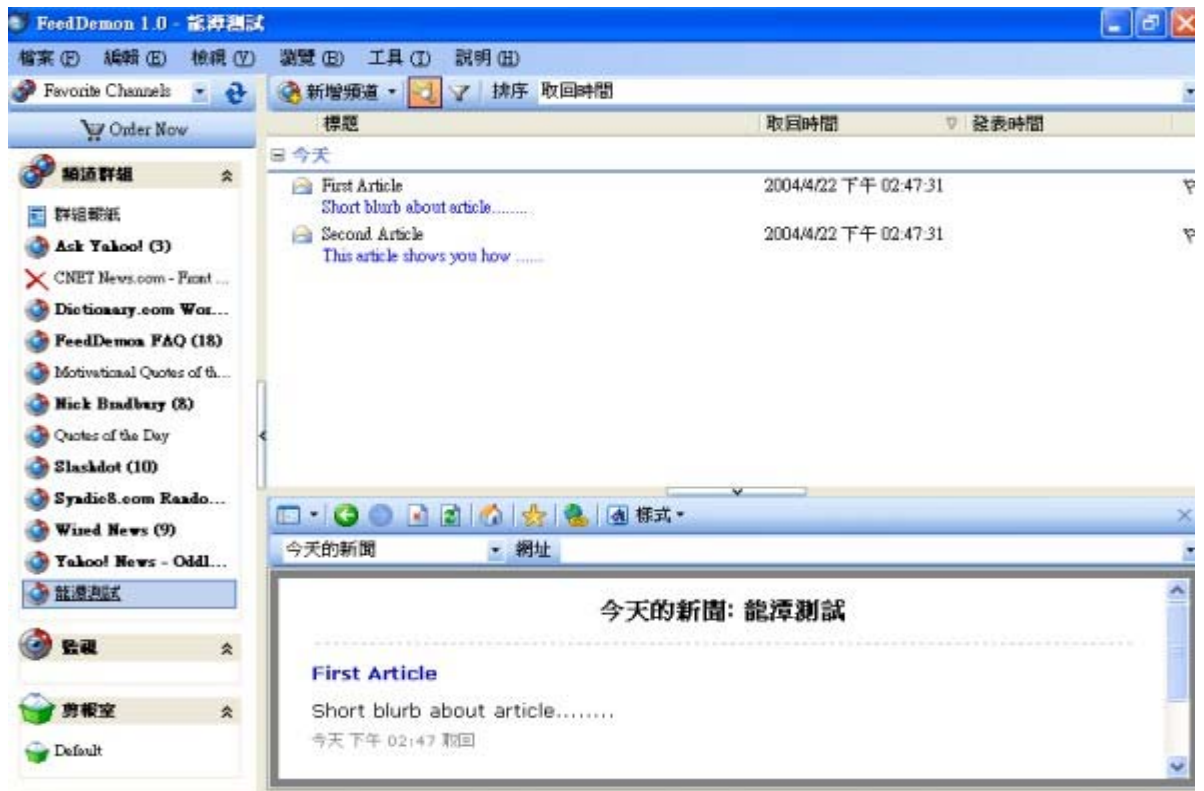 FeedDemon 1.0 - 龍潭測試
檔案(F) 編輯(E) 檢視(V) 瀏覽(B) 工具(T) 說明(H)
Favorite Channels
新增頻道 排序 取回時間
Order Now
標題 取回時間 發表時間
今天
頻道群組
First Article 2004/4/22 下午 02:47:31
Short blurb about article........
群組報紙
Second Article 2004/4/22 下午 02:47:31
Ask Yahoo! (3)
This article shows you how ......
CNET News.com - Front ...
Dictionary.com Wor...
FeedDemon FAQ (18)
Motivational Quotes of th...
Nick Bradbury (8)
Quotes of the Day
Slashdot (10)
Syndic8.com Rando...
Wired News (9)
Yahoo! News - Oddl...
龍潭測試
監視
剪報室
Default
樣式
今天的新聞 網址
今天的新聞: 龍潭測試
First Article
Short blurb about article........
今天 下午 02:47 取回